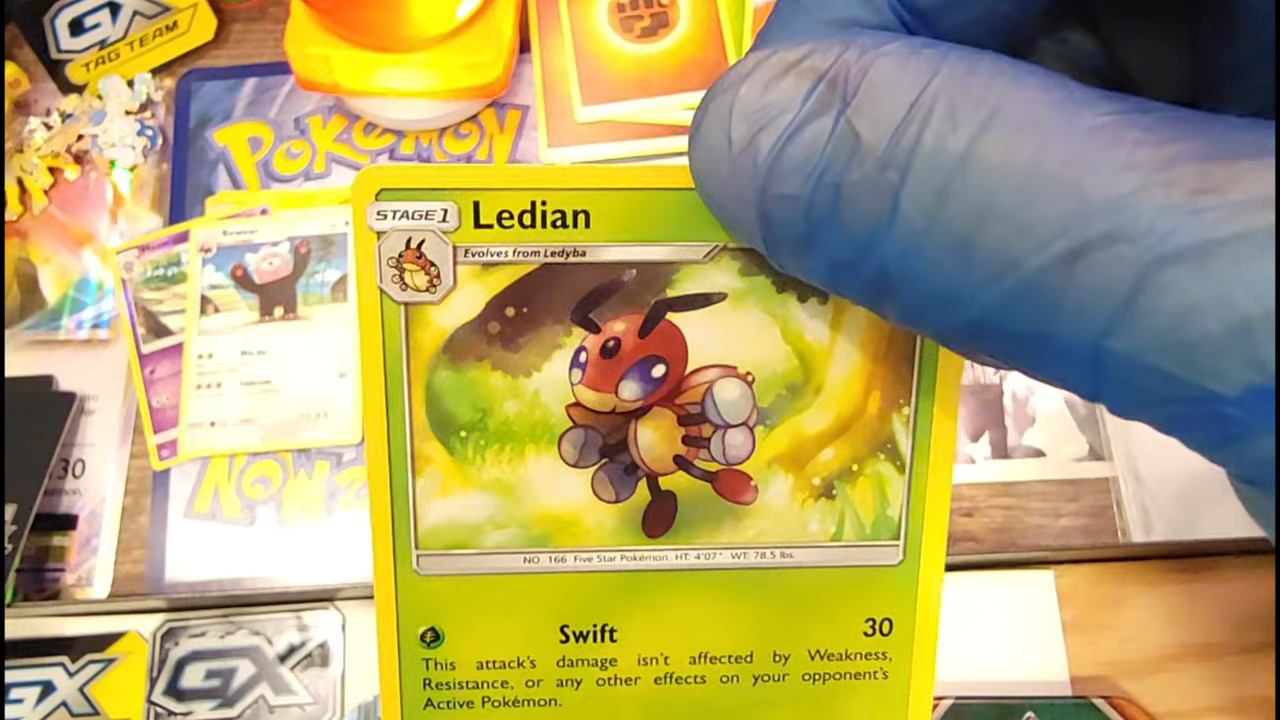 GX
TAG TEAM
POKéMON
STAGE1
Ledian
Evolves from Ledyba
Bewear
30
NO. 166 Five Star Pokémon HT: 4'07" WT: 78.5 lbs.
Swift 30
This attack's damage isn't affected by Weakness,
Resistance, or any other effects on your opponent's
Active Pokémon.
GX
GX